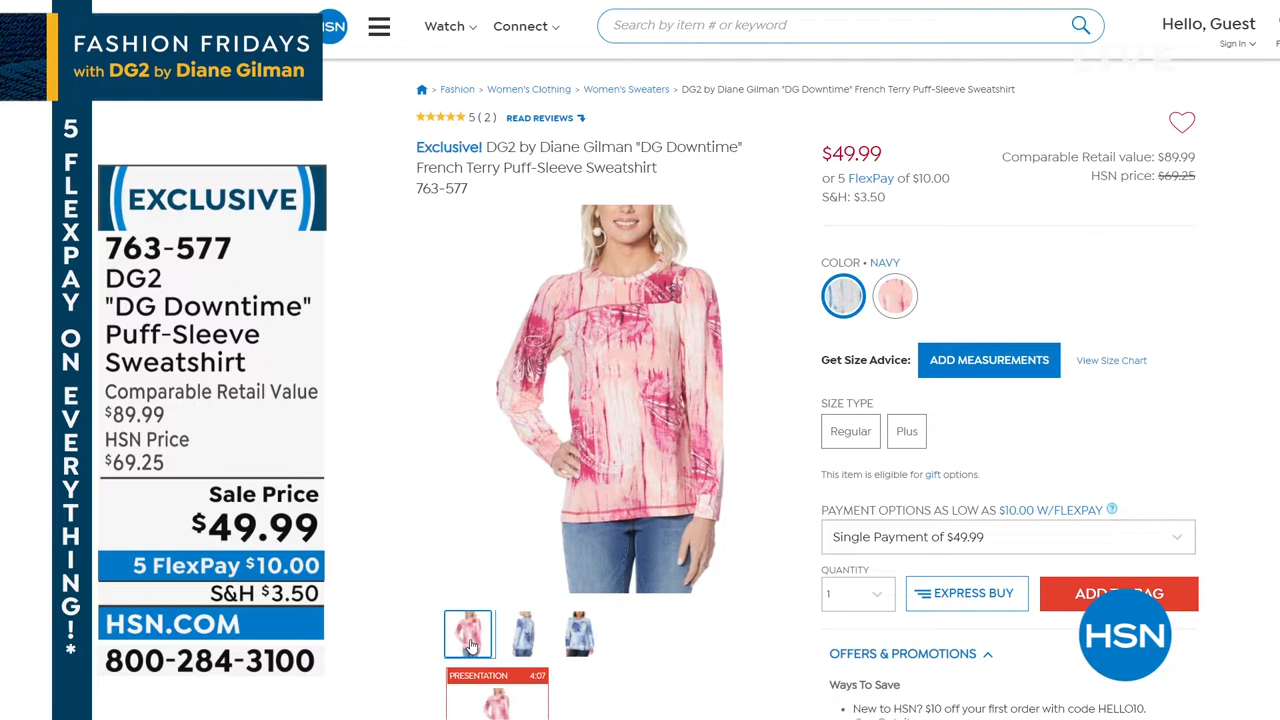 FASHION FRIDAYS
with DG2 by Diane Gilman
5 FLEXPAY ON EVERYTHING!*
(EXCLUSIVE)
763-577
DG2
"DG Downtime"
Puff-Sleeve
Sweatshirt
Comparable Retail Value
$89.99
HSN Price
$69.25
Sale Price
$49.99
5 FlexPay $10.00
S&H $3.50
HSN.COM
800-284-3100
HSN
Watch
Connect
Search by item # or keyword
Hello, Guest
Sign In
LIVE
> Fashion > Women's Clothing > Women's Sweaters > DG2 by Diane Gilman "DG Downtime" French Terry Puff-Sleeve Sweatshirt
5 ( 2 ) READ REVIEWS
Exclusive! DG2 by Diane Gilman "DG Downtime"
French Terry Puff-Sleeve Sweatshirt
763-577
PRESENTATION 4:07
$49.99
or 5 FlexPay of $10.00
S&H: $3.50
Comparable Retail value: $89.99
HSN price: $69.25
COLOR • NAVY
Get Size Advice: ADD MEASUREMENTS View Size Chart
SIZE TYPE
Regular Plus
This item is eligible for gift options.
PAYMENT OPTIONS AS LOW AS $10.00 W/FLEXPAY ?
Single Payment of $49.99
QUANTITY
1 EXPRESS BUY ADD TO BAG
HSN
OFFERS & PROMOTIONS
Ways To Save
• New to HSN? $10 off your first order with code HELLO10.